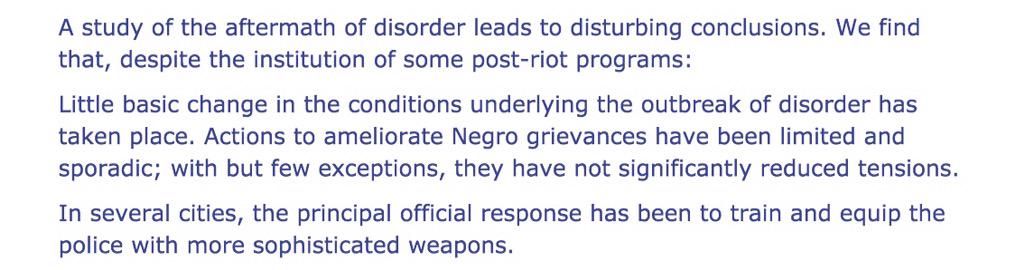 A study of the aftermath of disorder leads to disturbing conclusions. We find
that, despite the institution of some post-riot programs:
Little basic change in the conditions underlying the outbreak of disorder has
taken place. Actions to ameliorate Negro grievances have been limited and
sporadic; with but few exceptions, they have not significantly reduced tensions.
In several cities, the principal official response has been to train and equip the
police with more sophisticated weapons.